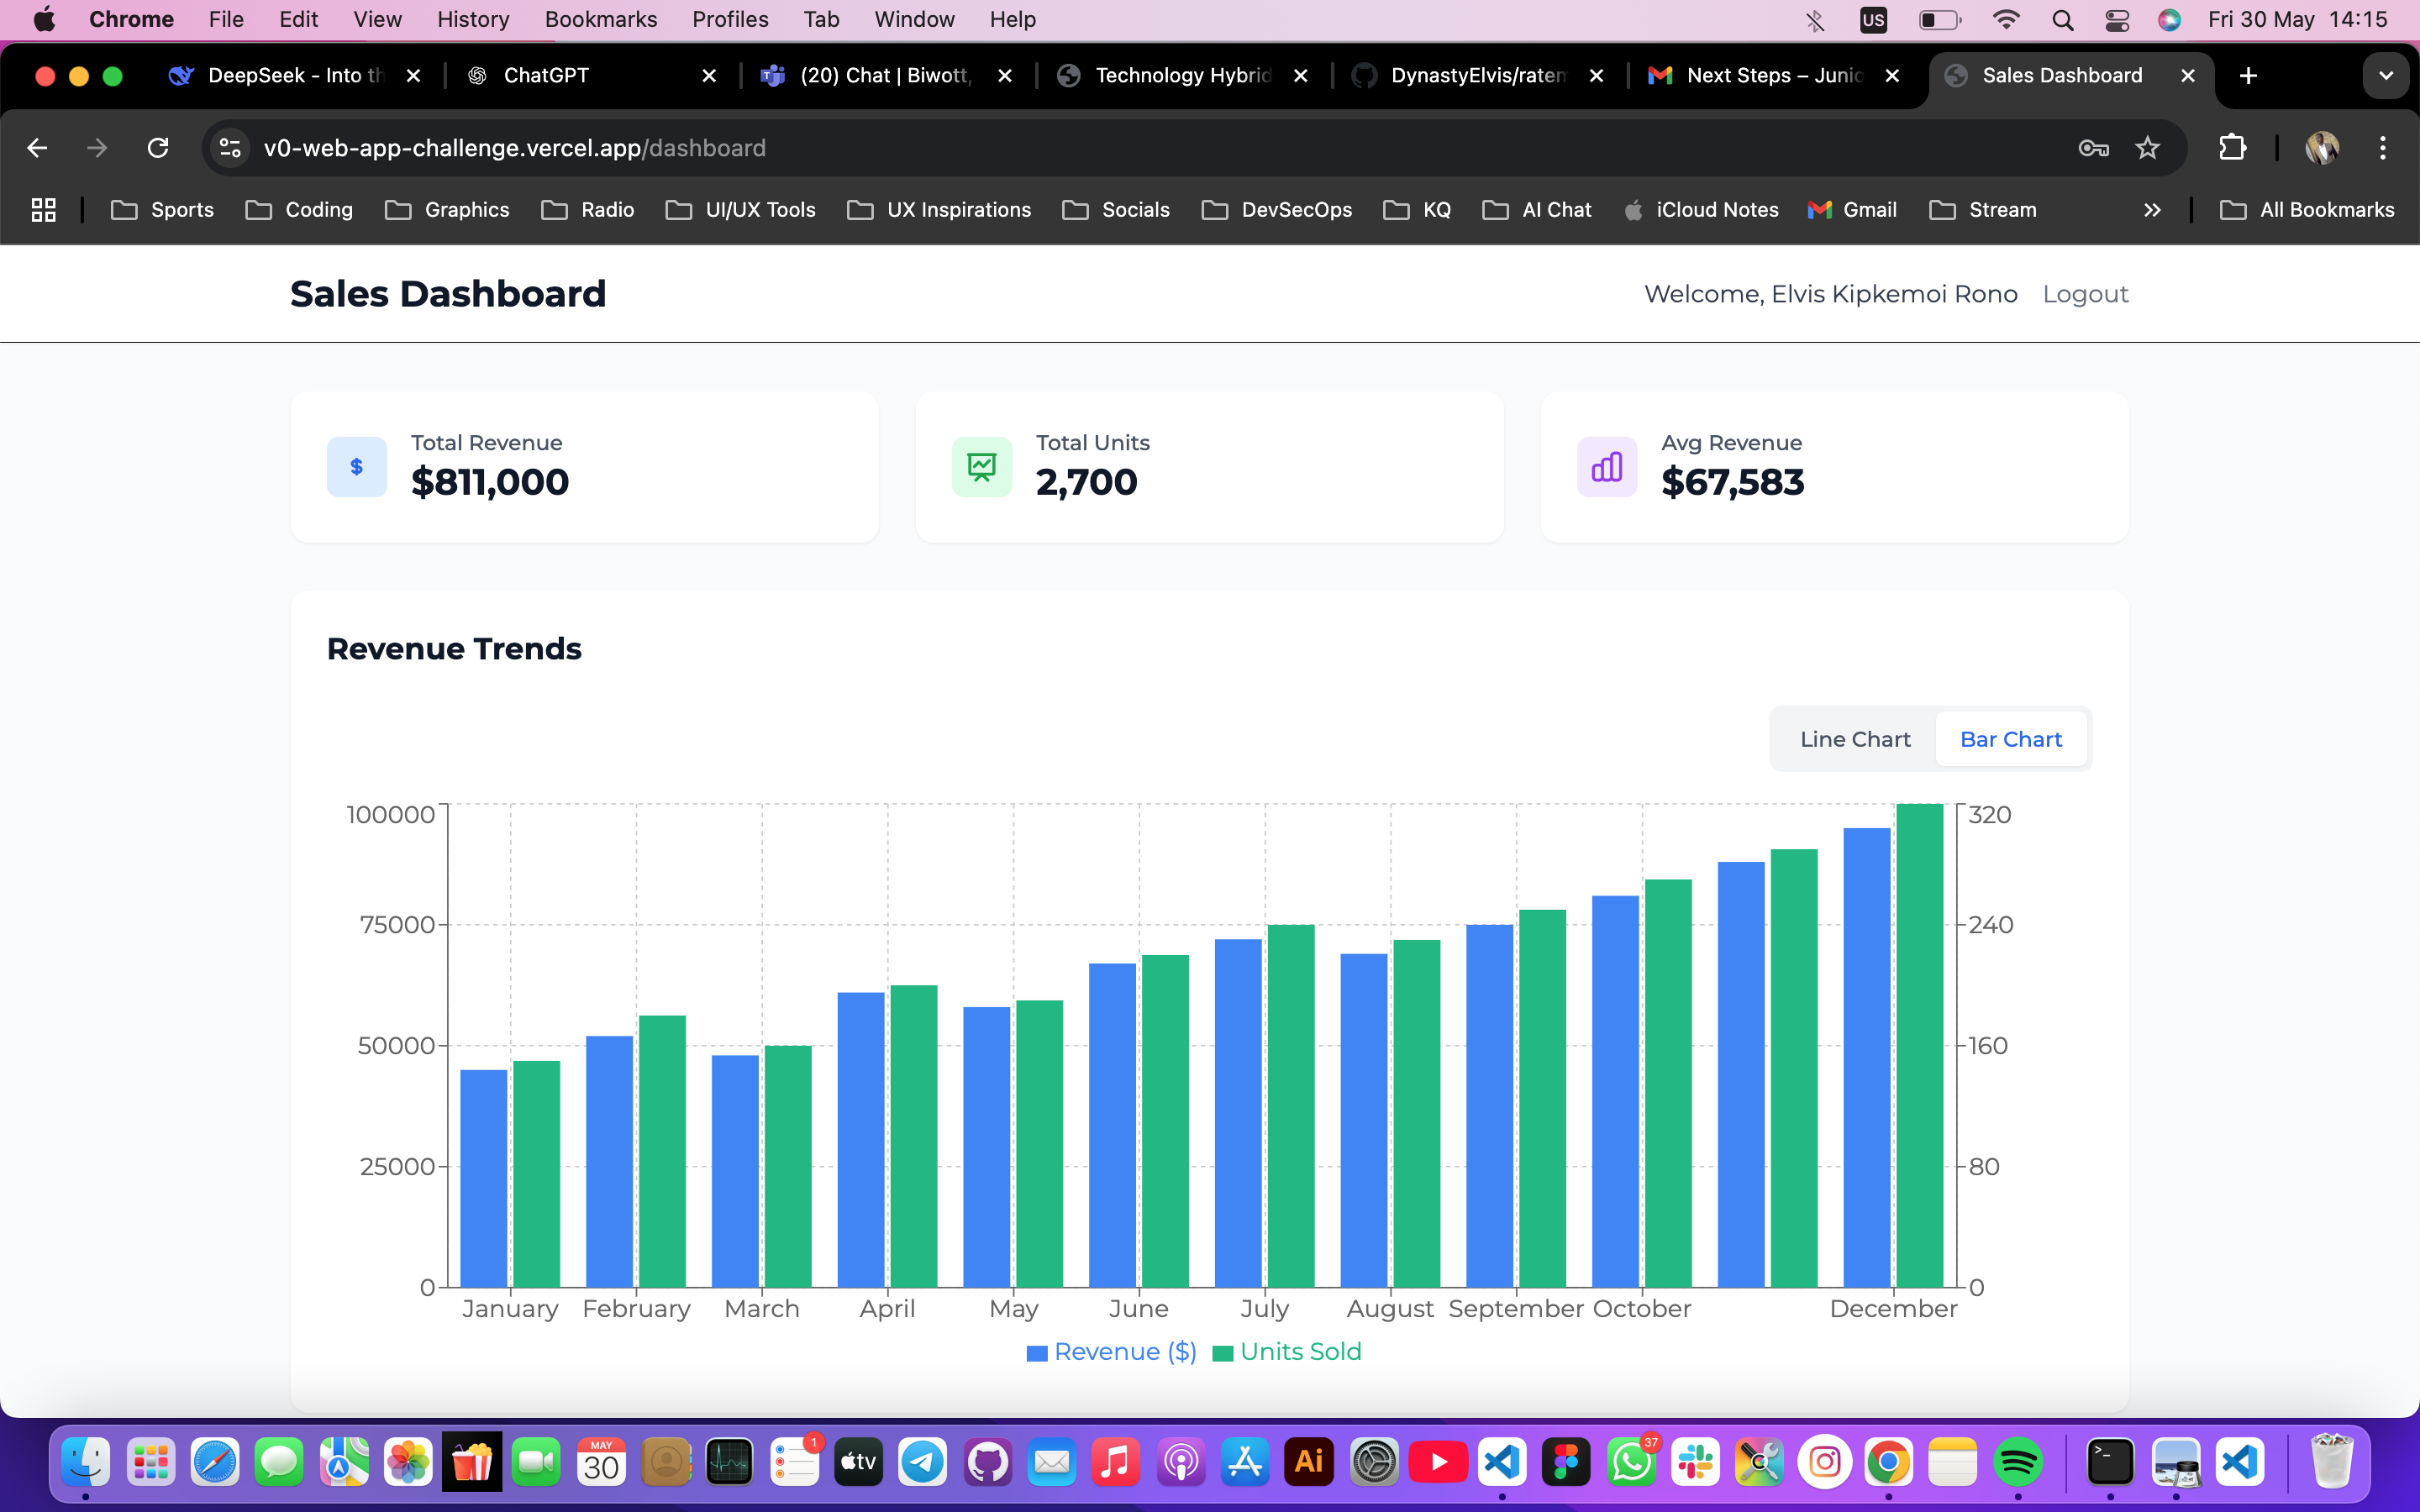 Chrome File Edit View History Bookmarks Profiles Tab Window Help US Fri 30 May 14:15
DeepSeek - Into th ChatGPT (20) Chat | Biwott, Technology Hybrid DynastyElvis/ratem Next Steps – Junio Sales Dashboard
v0-web-app-challenge.vercel.app/dashboard
Sports Coding Graphics Radio UI/UX Tools UX Inspirations Socials DevSecOps KQ AI Chat iCloud Notes Gmail Stream All Bookmarks
Sales Dashboard
Welcome, Elvis Kipkemoi Rono Logout
$
Total Revenue
$811,000
Total Units
2,700
Avg Revenue
$67,583
Revenue Trends
Line Chart Bar Chart
100000 320
75000 240
50000 160
25000 80
0 0
January February March April May June July August September October December
Revenue ($) Units Sold
MAY
30
1
tv
Ai
37
>_